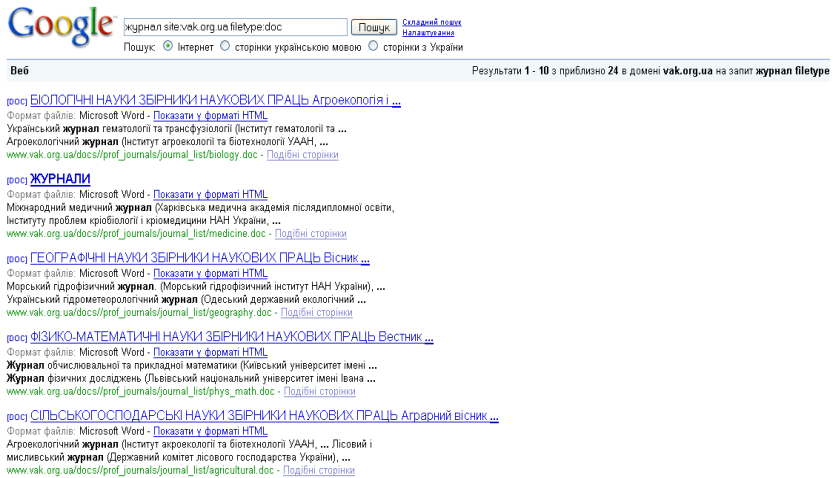 Google™
журнал site:vak.org.ua filetype:doc Пошук Складний пошук
Налаштування
Пошук: Інтернет сторінки українською мовою сторінки з України
Веб Результати 1 - 10 з приблизно 24 в домені vak.org.ua на запит журнал filetype
[DOC] БІОЛОГІЧНІ НАУКИ ЗБІРНИКИ НАУКОВИХ ПРАЦЬ Агроекологія і ...
Формат файлів: Microsoft Word - Показати у форматі HTML
Український журнал гематології та трансфузіології (Інститут гематології та ...
Агроекологічний журнал (Інститут агроекології та біотехнології УААН, ...
www.vak.org.ua/docs//prof_journals/journal_list/biology.doc - Подібні сторінки
[DOC] ЖУРНАЛИ
Формат файлів: Microsoft Word - Показати у форматі HTML
Міжнародний медичний журнал (Харківська медична академія післядипломної освіти,
Інституту проблем кріобіології і кріомедицини НАН України, ...
www.vak.org.ua/docs//prof_journals/journal_list/medicine.doc - Подібні сторінки
[DOC] ГЕОГРАФІЧНІ НАУКИ ЗБІРНИКИ НАУКОВИХ ПРАЦЬ Вісник ...
Формат файлів: Microsoft Word - Показати у форматі HTML
Морський гідрофізичний журнал. (Морський гідрофізичний інститут НАН України), ...
Український гідрометеорологічний журнал (Одеський державний екологічний ...
www.vak.org.ua/docs//prof_journals/journal_list/geography.doc - Подібні сторінки
[DOC] ФІЗИКО-МАТЕМАТИЧНІ НАУКИ ЗБІРНИКИ НАУКОВИХ ПРАЦЬ Вестник ...
Формат файлів: Microsoft Word - Показати у форматі HTML
Журнал обчислювальної та прикладної математики (Київський університет імені ...
Журнал фізичних досліджень (Львівський національний університет імені Івана ...
www.vak.org.ua/docs//prof_journals/journal_list/phys_math.doc - Подібні сторінки
[DOC] СІЛЬСЬКОГОСПОДАРСЬКІ НАУКИ ЗБІРНИКИ НАУКОВИХ ПРАЦЬ Аграрний вісник ...
Формат файлів: Microsoft Word - Показати у форматі HTML
Агроекологічний журнал (Інститут акроекології та біотехнології УААН, ... Лісовий і
мисливський журнал (Державний комітет лісового господарства України), ...
www.vak.org.ua/docs//prof_journals/journal_list/agricultural.doc - Подібні сторінки